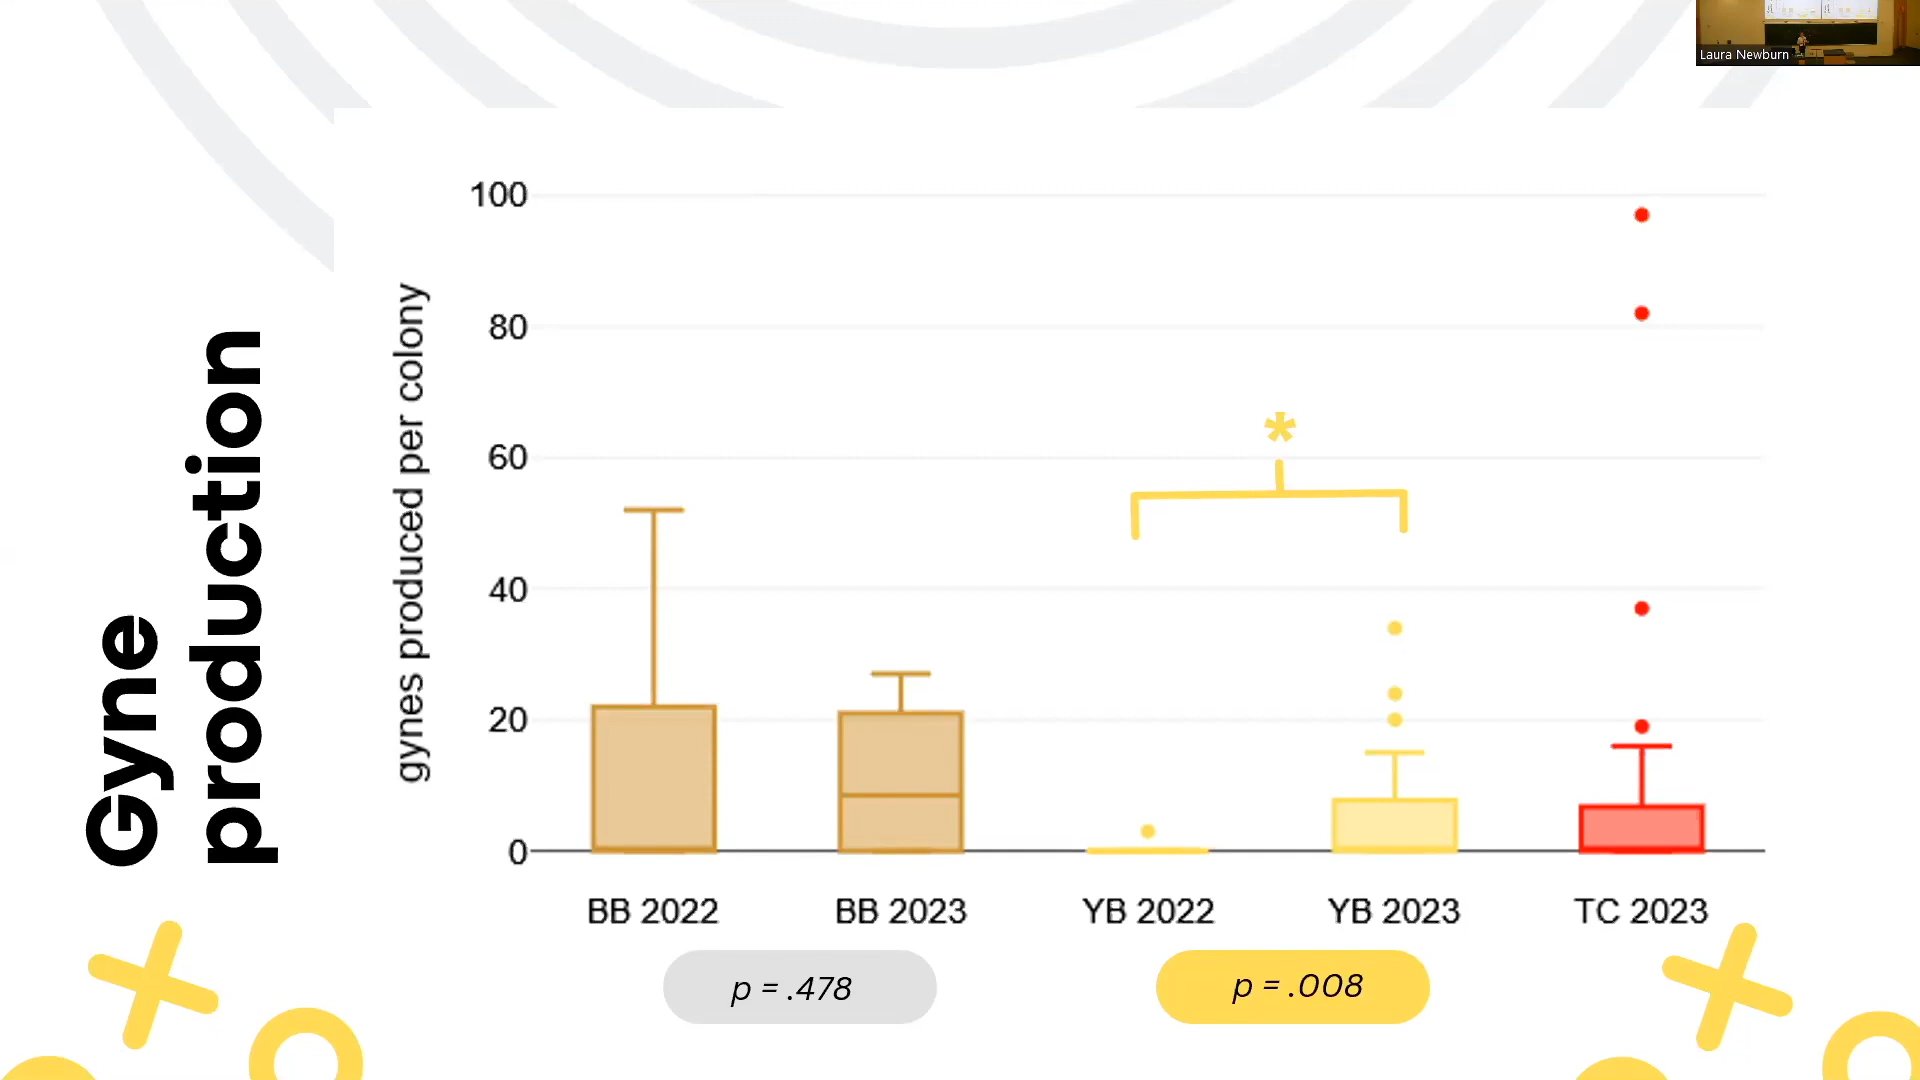 Laura Newburn
Gyne
production
gynes produced per colony
100
80
60
40
20
0
*
BB 2022
BB 2023
YB 2022
YB 2023
TC 2023
p = .478
p = .008